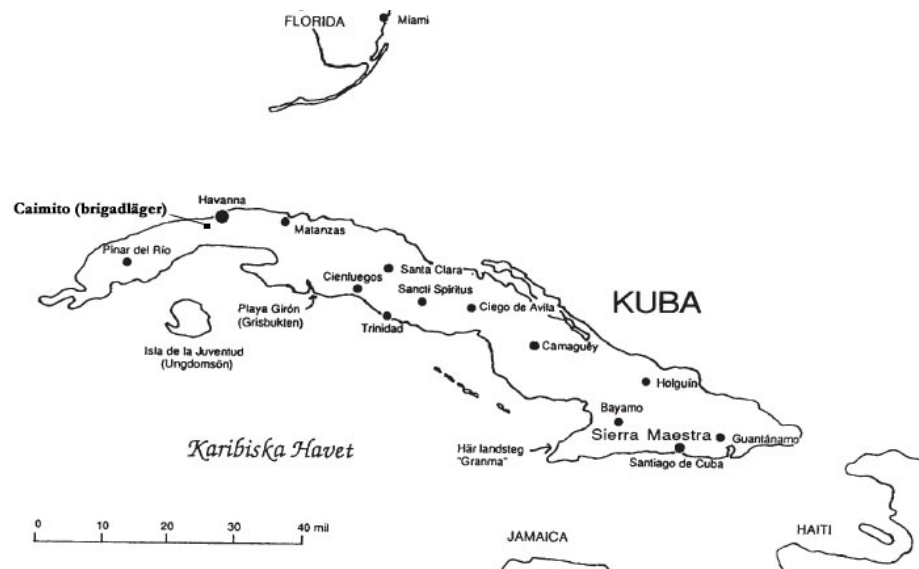 FLORIDA
Miami
Havanna
Caimito (brigadläger)
Matanzas
Pinar del Río
Santa Clara
Cienfuegos
Sancti Spiritus
Playa Girón
(Grisbukten)
Ciego de Avila
KUBA
Trinidad
Isla de la Juventud
(Ungdomsön)
Camagüéy
Holguín
Bayamo
Sierra Maestra
Guantánamo
Karibiska Havet
Här landsteg
"Granma"
Santiago de Cuba
0 10 20 30 40 mil
JAMAICA
HAITI